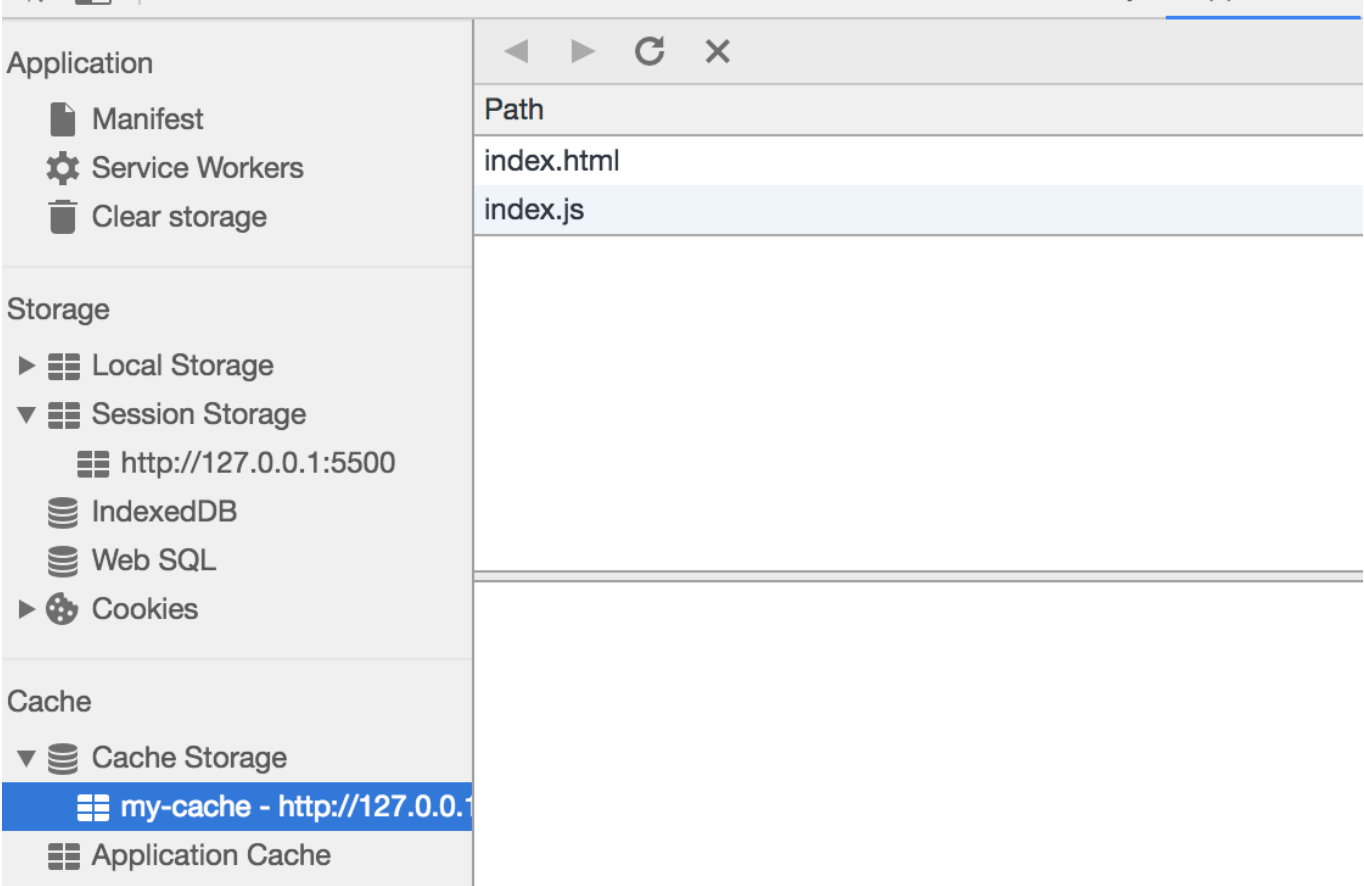 Application
Manifest
Service Workers
Clear storage
Storage
Local Storage
Session Storage
http://127.0.0.1:5500
IndexedDB
Web SQL
Cookies
Cache
Cache Storage
my-cache - http://127.0.0.1
Application Cache
Path
index.html
index.js